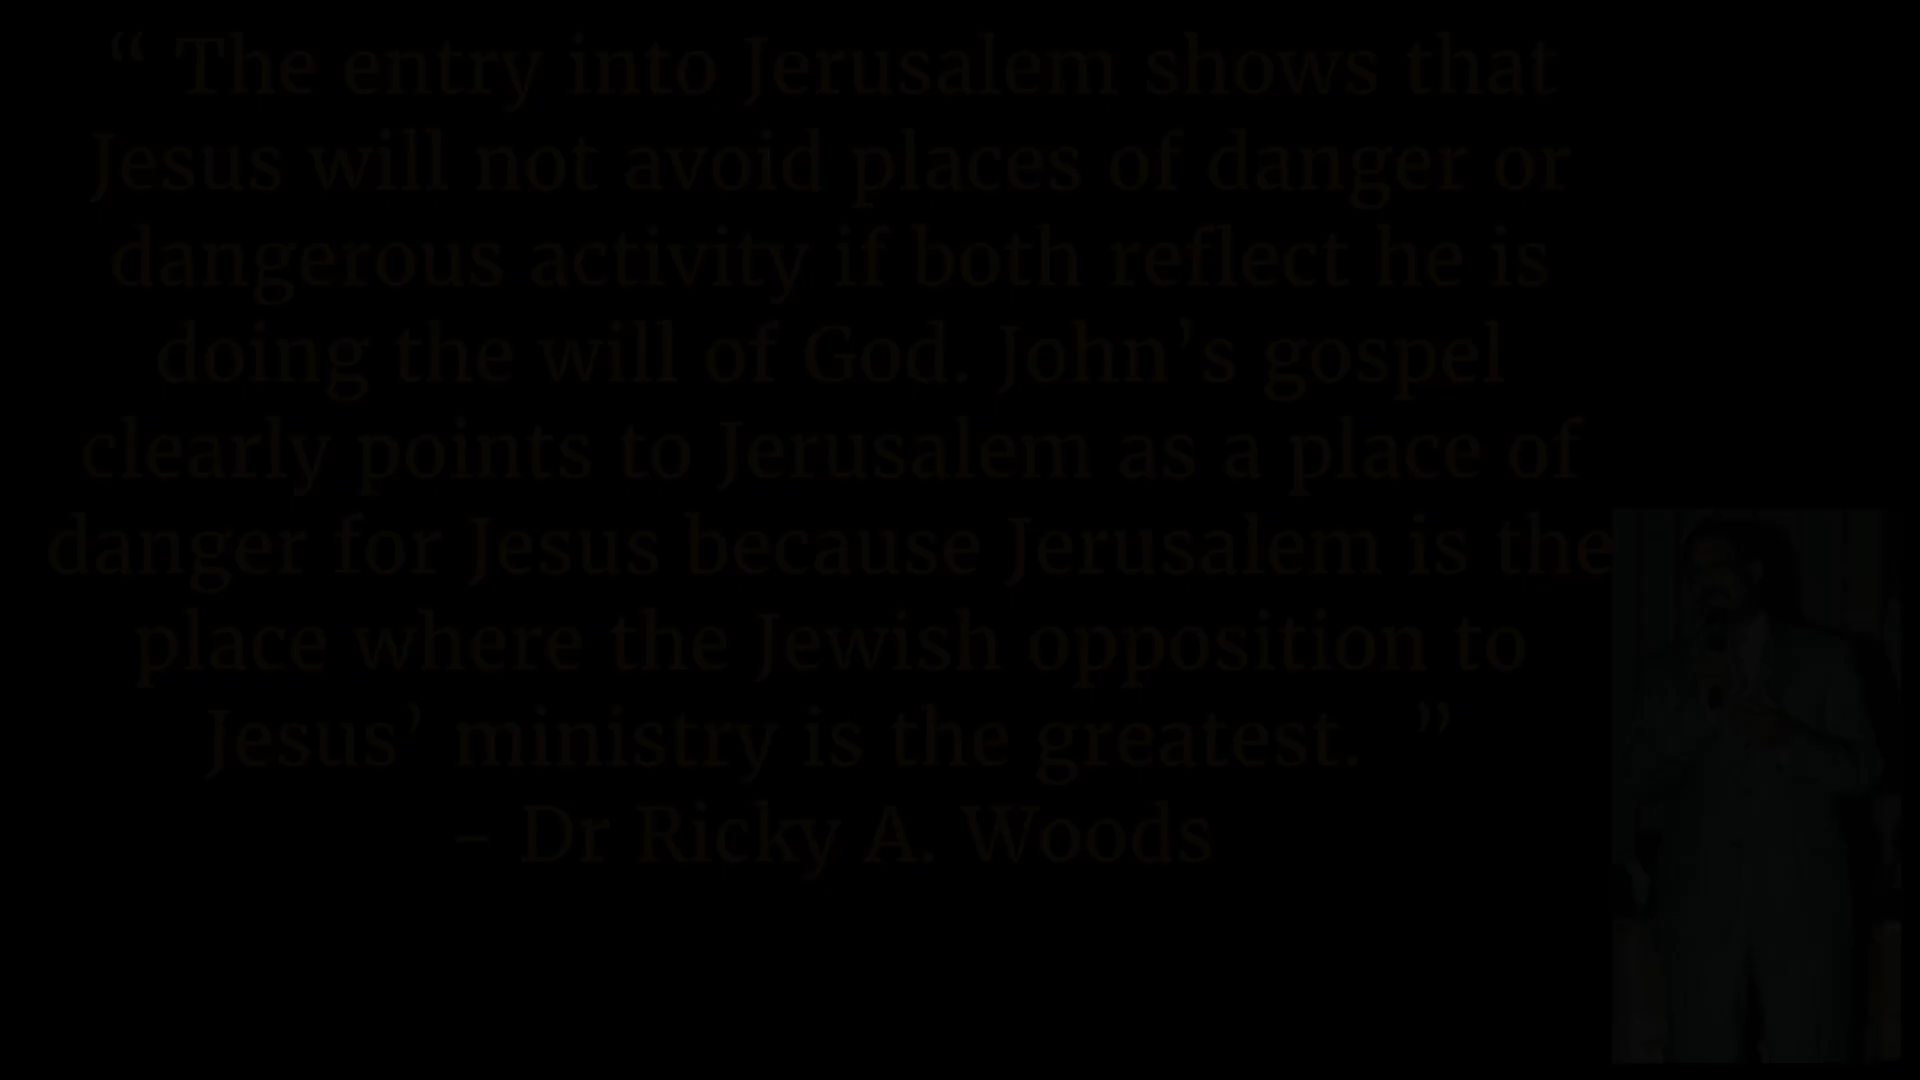 “ The entry into Jerusalem shows that
Jesus will not avoid places of danger or
dangerous activity if both reflect he is
doing the will of God. John’s gospel
clearly points to Jerusalem as a place of
danger for Jesus because Jerusalem is the
place where the Jewish opposition to
Jesus’ ministry is the greatest. ”
– Dr Ricky A. Woods